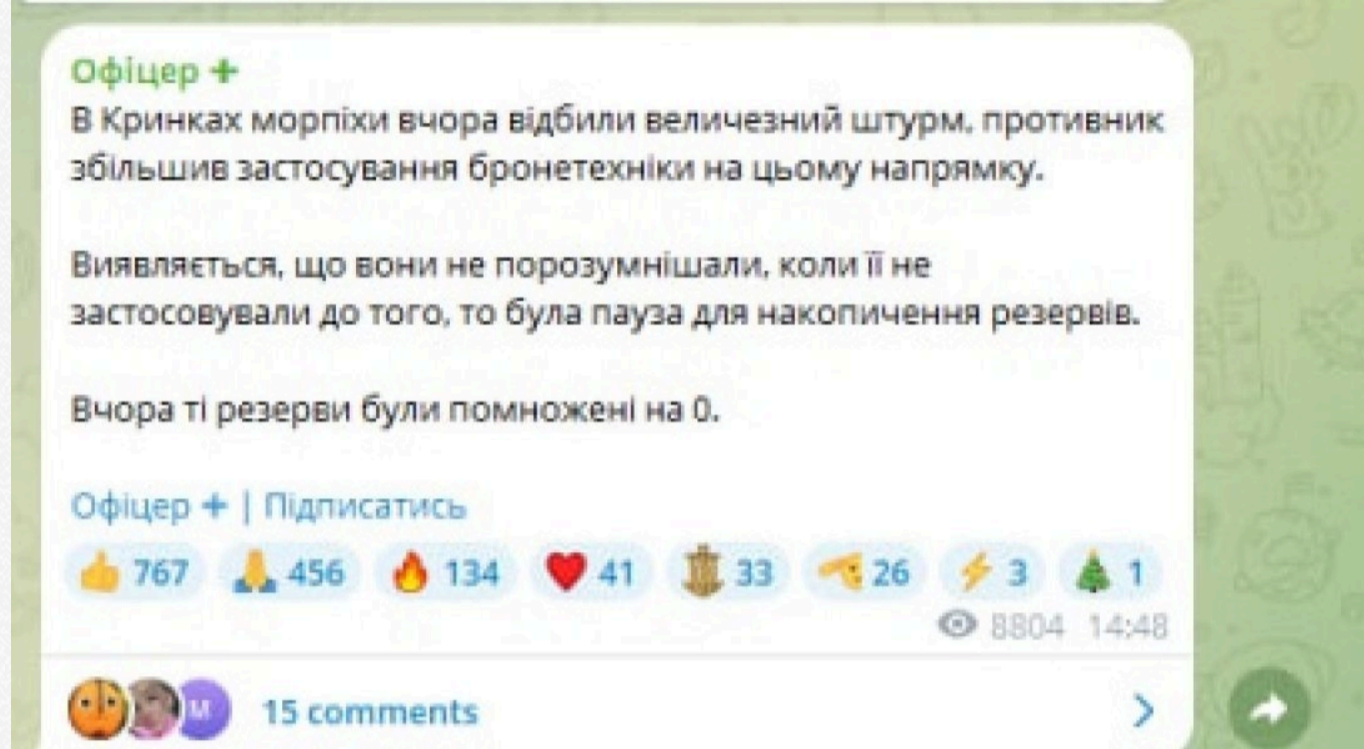 Офіцер +
В Кринках морпіхи вчора відбили величезний штурм, противник
збільшив застосування бронетехніки на цьому напрямку.
Виявляється, що вони не порозумнішали, коли її не
застосовували до того, то була пауза для накопичення резервів.
Вчора ті резерви були помножені на 0.
Офіцер + | Підписатись
767 456 134 41 33 26 3 1
8804 14:48
M 15 comments